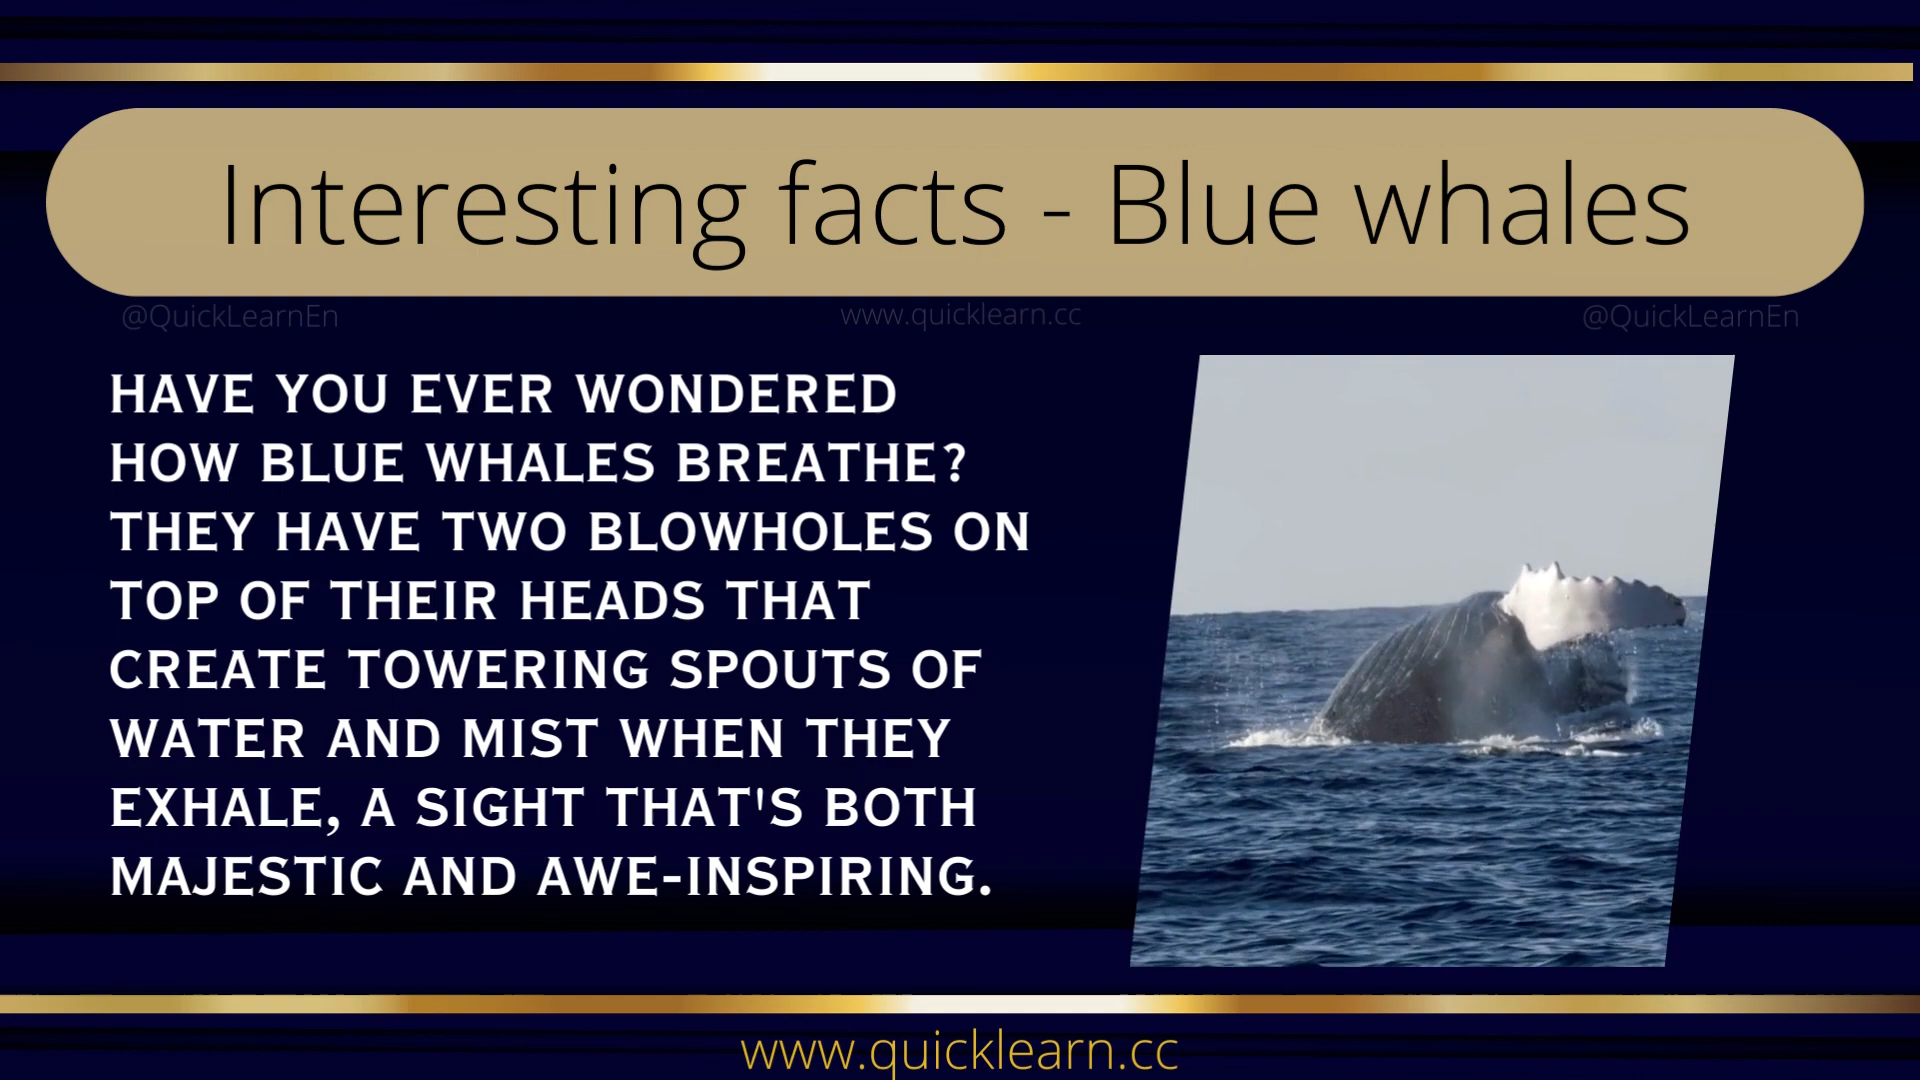 Interesting facts - Blue whales
@QuickLearnEn www.quicklearn.cc @QuickLearnEn
HAVE YOU EVER WONDERED
HOW BLUE WHALES BREATHE?
THEY HAVE TWO BLOWHOLES ON
TOP OF THEIR HEADS THAT
CREATE TOWERING SPOUTS OF
WATER AND MIST WHEN THEY
EXHALE, A SIGHT THAT'S BOTH
MAJESTIC AND AWE-INSPIRING.
www.quicklearn.cc